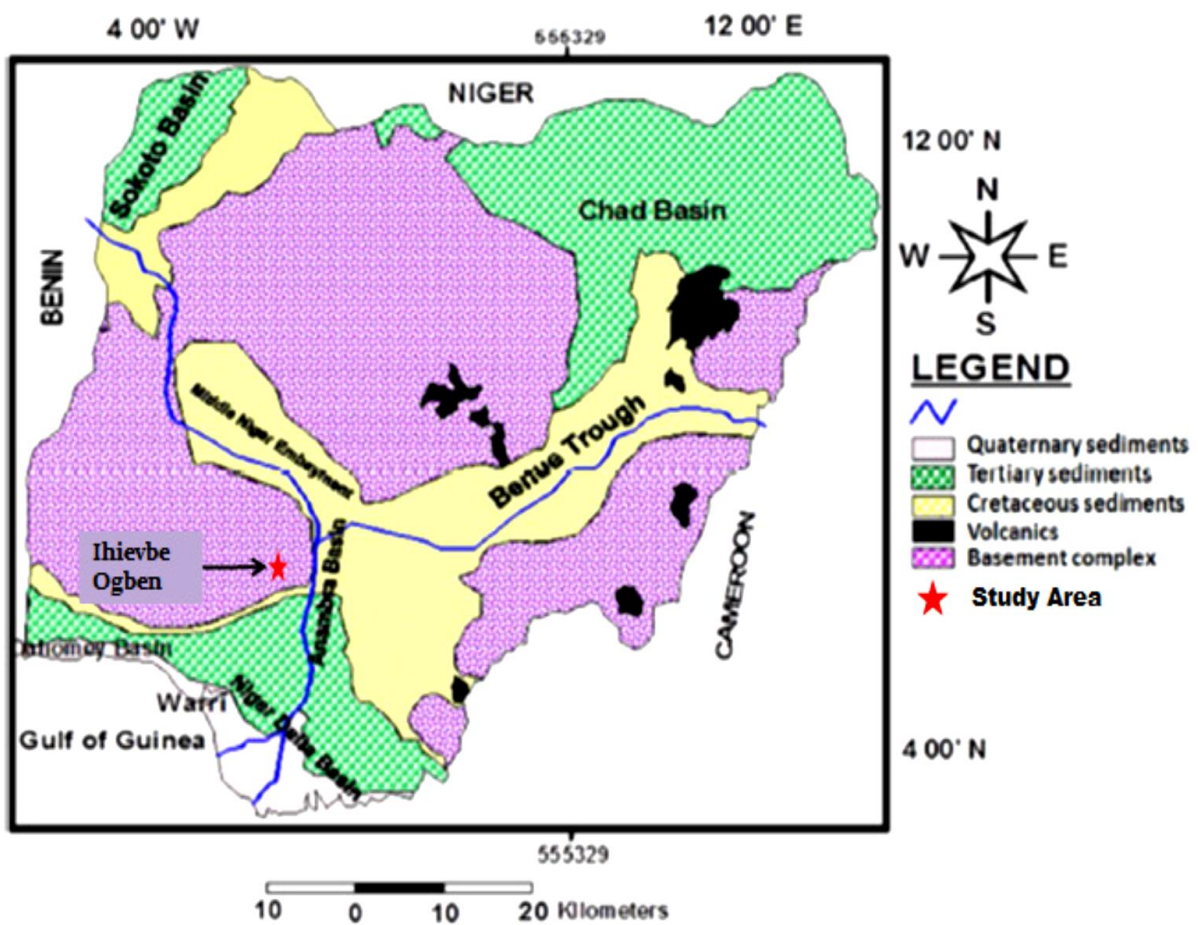 4 00' W
555329
12 00' E
NIGER
12 00' N
Sokoto Basin
Chad Basin
N
W
E
S
BENIN
LEGEND
Middle Niger Embayment
Benue Trough
Quaternary sediments
Tertiary sediments
Cretaceous sediments
Volcanics
Basement complex
Study Area
Ihievbe
Ogben
Anambra Basin
CAMEROON
Dahomey Basin
Warri
Niger Delta Basin
Gulf of Guinea
4 00' N
555329
10 0 10 20 Kilometers